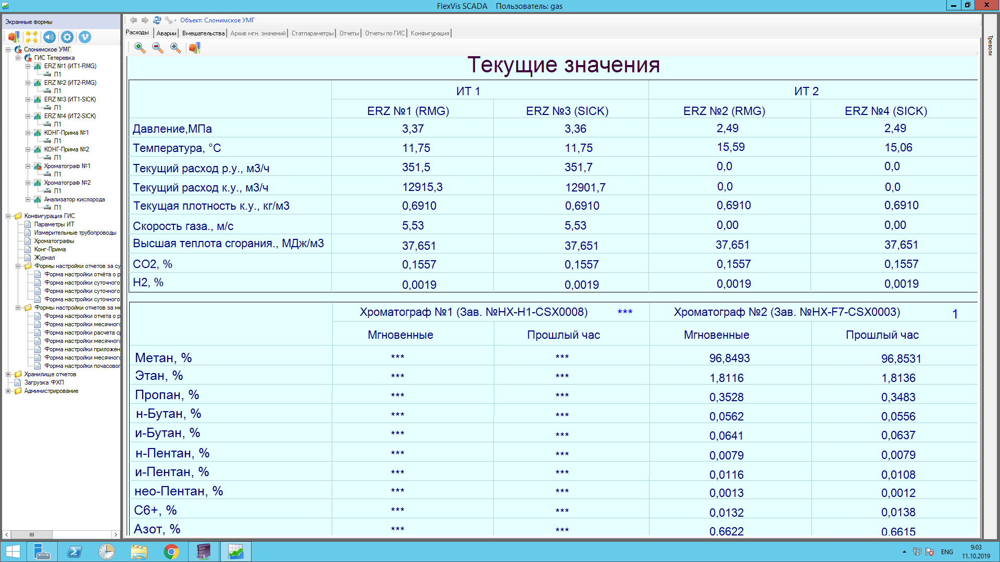 FlexVis SCADA Пользователь: gas
Экранные формы
Слонимское УМГ
ГИС Тетеревка
ERZ №1 (ИТ1-RMG)
Л1
ERZ №2 (ИТ2-RMG)
Л1
ERZ №3 (ИТ1-SICK)
Л1
ERZ №4 (ИТ2-SICK)
Л1
КОНГ-Прима №1
Л1
КОНГ-Прима №2
Л1
Хроматограф №1
Л1
Хроматограф №2
Л1
Анализатор кислорода
Л1
Конфигурация ГИС
Параметры ИТ
Измерительные трубопроводы
Хроматографы
Конг-Прима
Журнал
Формы настройки отчетов за су
Форма настройки отчёта о р
Форма настройки суточного
Форма настройки суточного
Форма настройки суточного
Формы настройки отчетов за ме
Форма настройки отчета о р
Форма настройки месячного
Форма настройки расчета ср
Форма настройки месячного
Форма настройки приложен
Форма настройки месячного
Форма настройки почасовог
Хранилище отчетов
Загрузка ФХП
Администрирование
Объект: Слонимское УМГ
Расходы Аварии Вмешательства Архив мгн. значений Статпараметры Отчеты Отчеты по ГИС Конфигурация
Тревоги
Текущие значения
ИТ 1 ИТ 2
ERZ №1 (RMG) ERZ №3 (SICK) ERZ №2 (RMG) ERZ №4 (SICK)
Давление,МПа 3,37 3,36 2,49 2,49
Температура, °С 11,75 11,75 15,59 15,06
Текущий расход р.у., м3/ч 351,5 351,7 0,0 0,0
Текущий расход к.у., м3/ч 12915,3 12901,7 0,0 0,0
Текущая плотность к.у., кг/м3 0,6910 0,6910 0,6910 0,6910
Скорость газа., м/с 5,53 5,53 0,00 0,00
Высшая теплота сгорания., МДж/м3 37,651 37,651 37,651 37,651
СО2, % 0,1557 0,1557 0,1557 0,1557
Н2, % 0,0019 0,0019 0,0019 0,0019
Хроматограф №1 (Зав. №HX-H1-CSX0008) *** Хроматограф №2 (Зав. №HX-F7-CSX0003) 1
Мгновенные Прошлый час Мгновенные Прошлый час
Метан, % *** *** 96,8493 96,8531
Этан, % *** *** 1,8116 1,8136
Пропан, % *** *** 0,3528 0,3483
н-Бутан, % *** *** 0,0562 0,0556
и-Бутан, % *** *** 0,0641 0,0637
н-Пентан, % *** *** 0,0079 0,0079
и-Пентан, % *** *** 0,0116 0,0108
нео-Пентан, % *** *** 0,0013 0,0012
С6+, % *** *** 0,0132 0,0138
Азот, % *** *** 0,6622 0,6615
ENG
9:03
11.10.2019